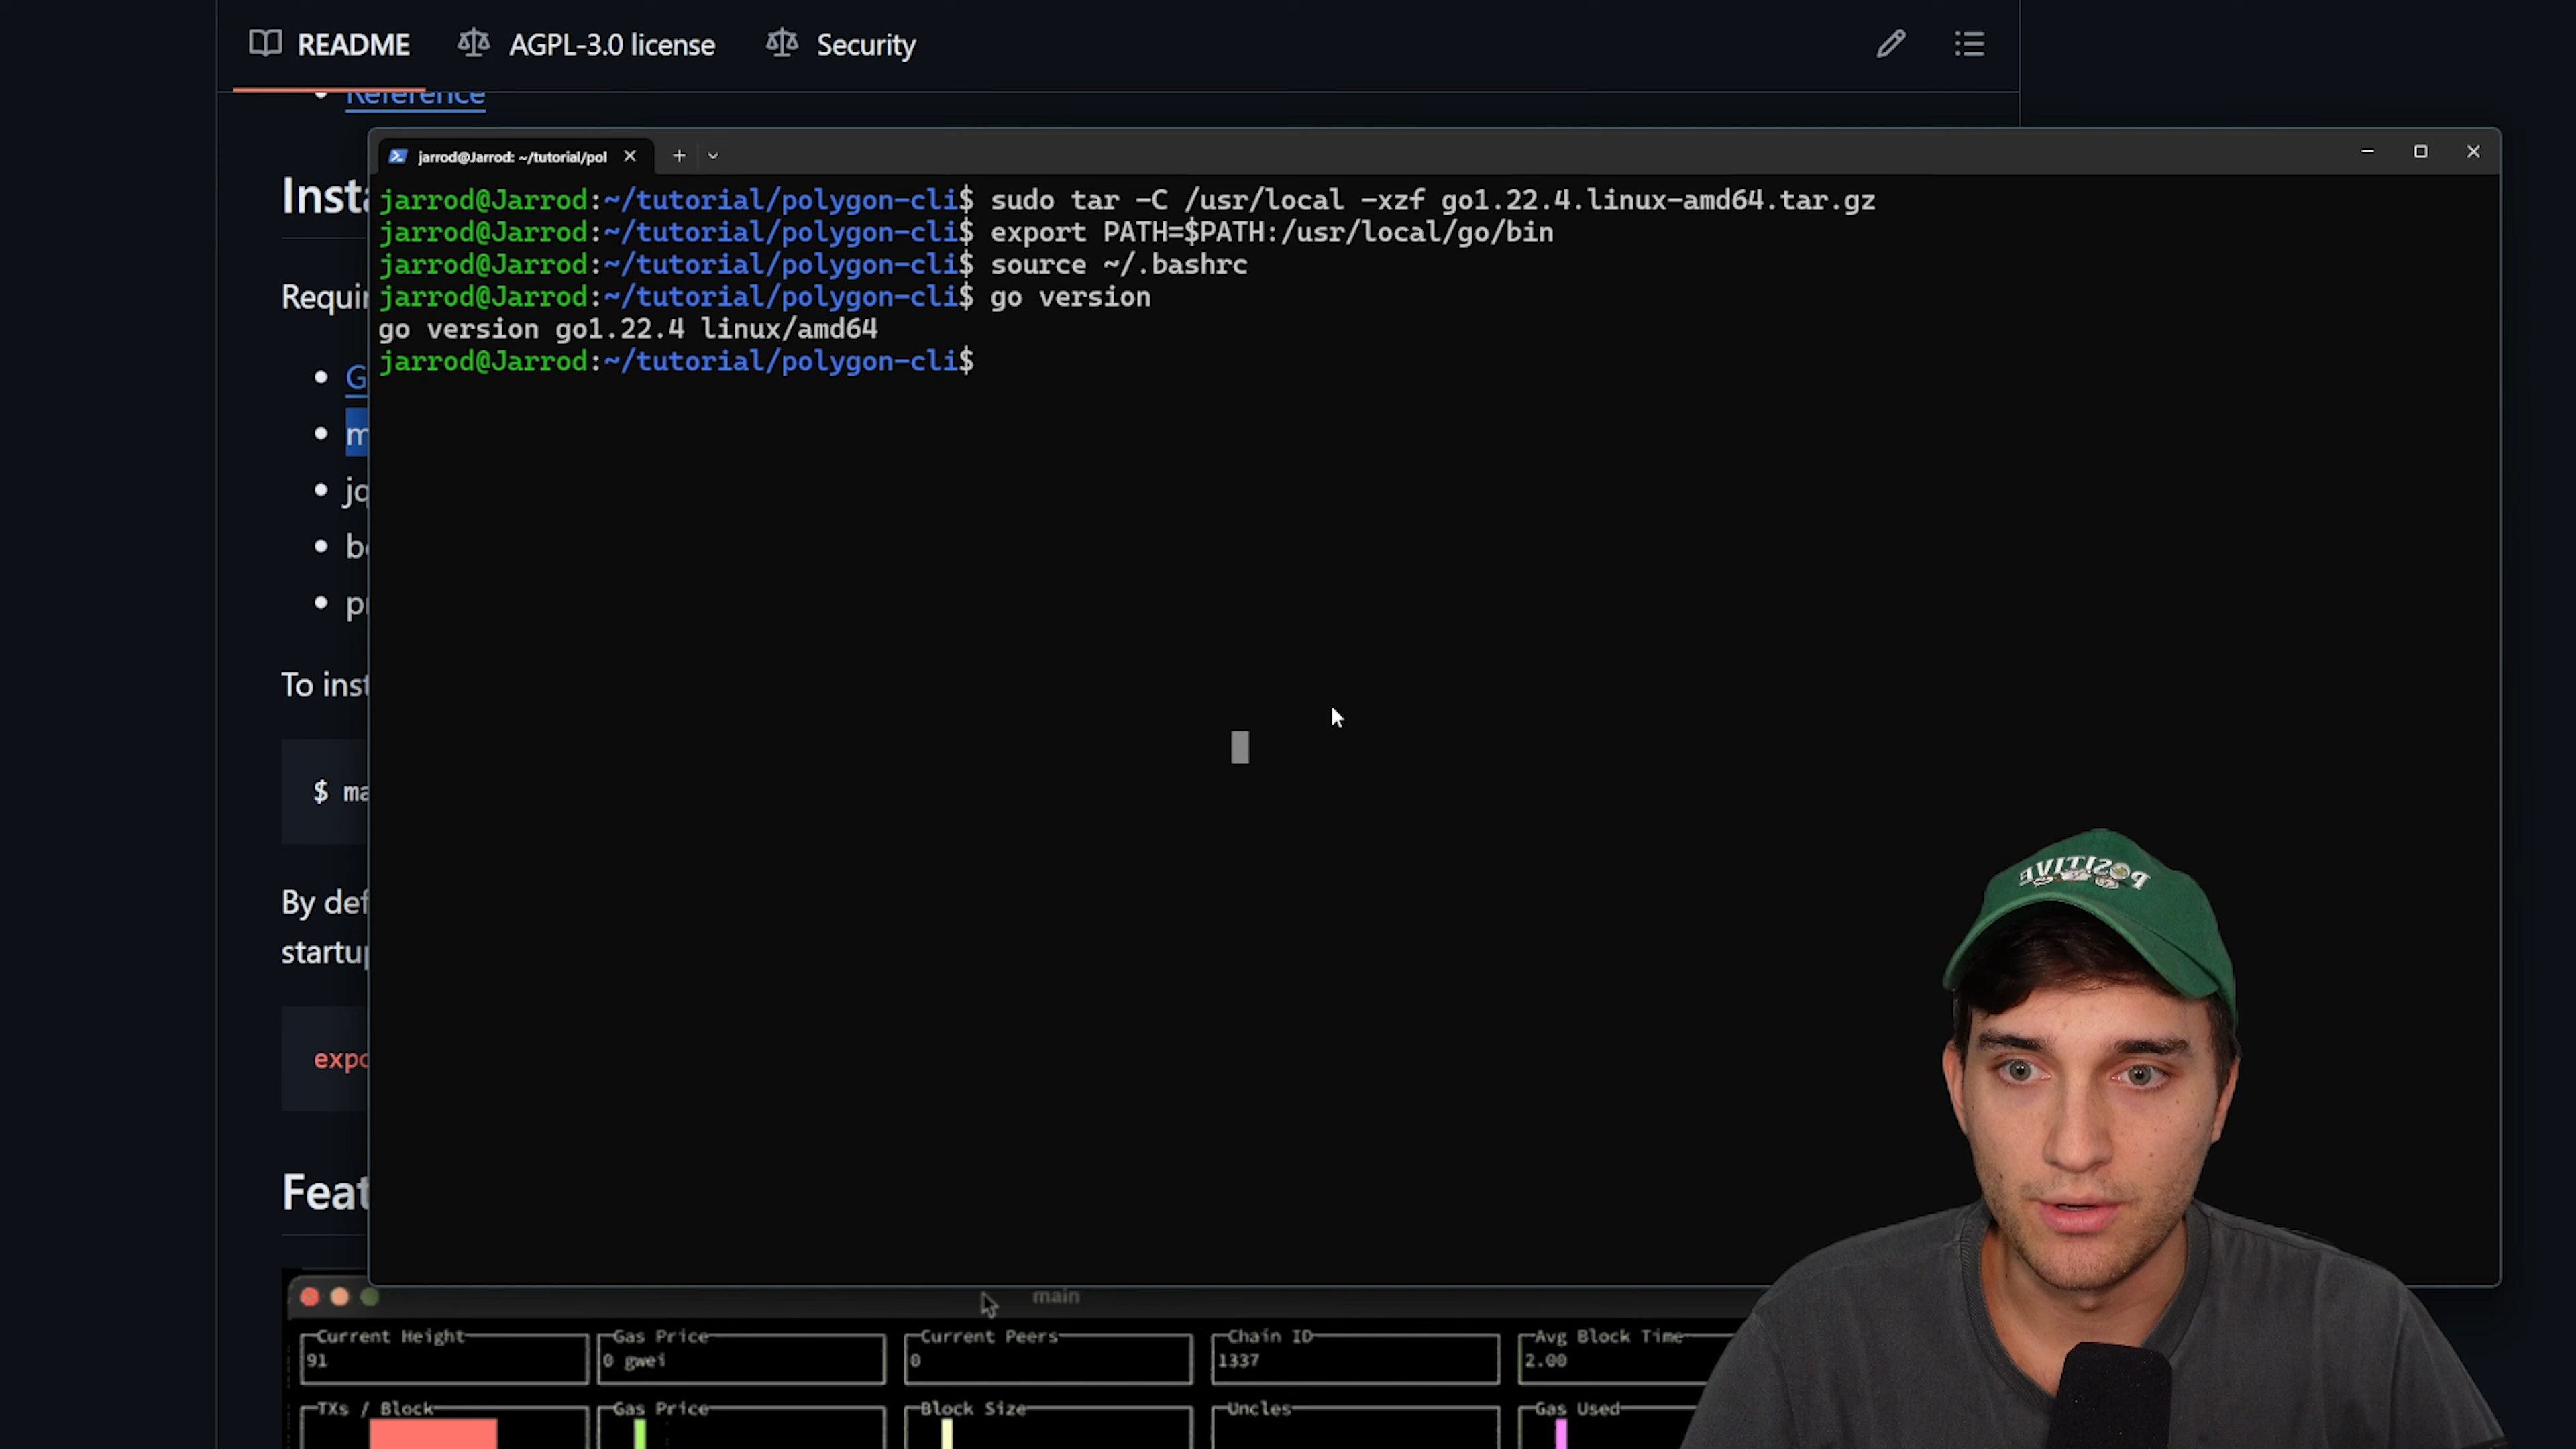 README
AGPL-3.0 license
Security
Reference
jarrod@Jarrod: ~/tutorial/pol
jarrod@Jarrod:~/tutorial/polygon-cli$ sudo tar -C /usr/local -xzf go1.22.4.linux-amd64.tar.gz
jarrod@Jarrod:~/tutorial/polygon-cli$ export PATH=$PATH:/usr/local/go/bin
jarrod@Jarrod:~/tutorial/polygon-cli$ source ~/.bashrc
jarrod@Jarrod:~/tutorial/polygon-cli$ go version
go version go1.22.4 linux/amd64
jarrod@Jarrod:~/tutorial/polygon-cli$
Insta
Requir
G
m
jq
pr
To inst
$ ma
By def
startup
expo
Feat
POSITIVE
main
Current Height
91
Gas Price
0 gwei
Current Peers
0
Chain ID
1337
Avg Block Time
2.00
TXs / Block
Gas Price
Block Size
Uncles
Gas Used